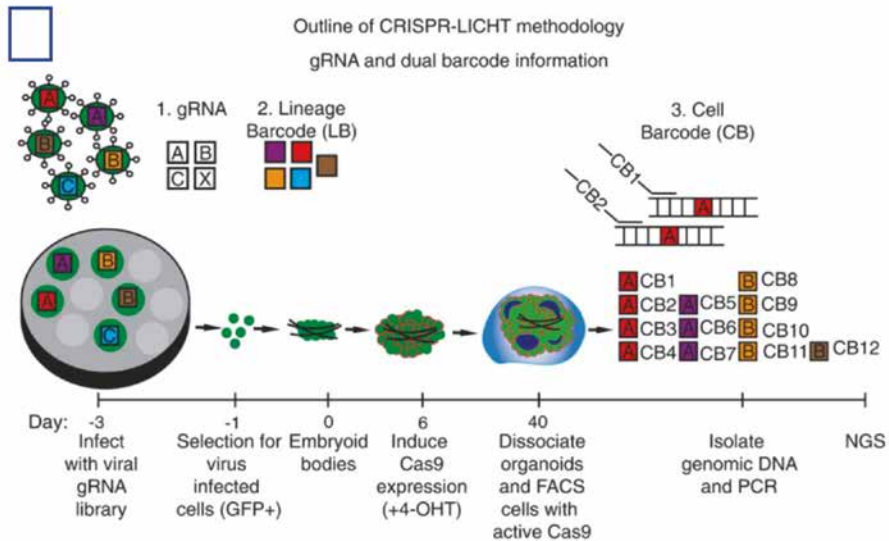 Outline of CRISPR-LICHT methodology
gRNA and dual barcode information
A
A
B
B
C
1. gRNA
A B
C X
2. Lineage
Barcode (LB)
3. Cell
Barcode (CB)
CB1
CB2
A
A
A
B
A
B
C
A CB1
A CB2
A CB3
A CB4
A CB5
A CB6
A CB7
B CB8
B CB9
B CB10
B CB11
B CB12
Day:
-3
-1
0
6
40
Infect
with viral
gRNA
library
Selection for
virus
infected
cells (GFP+)
Embryoid
bodies
Induce
Cas9
expression
(+4-OHT)
Dissociate
organoids
and FACS
cells with
active Cas9
Isolate
genomic DNA
and PCR
NGS